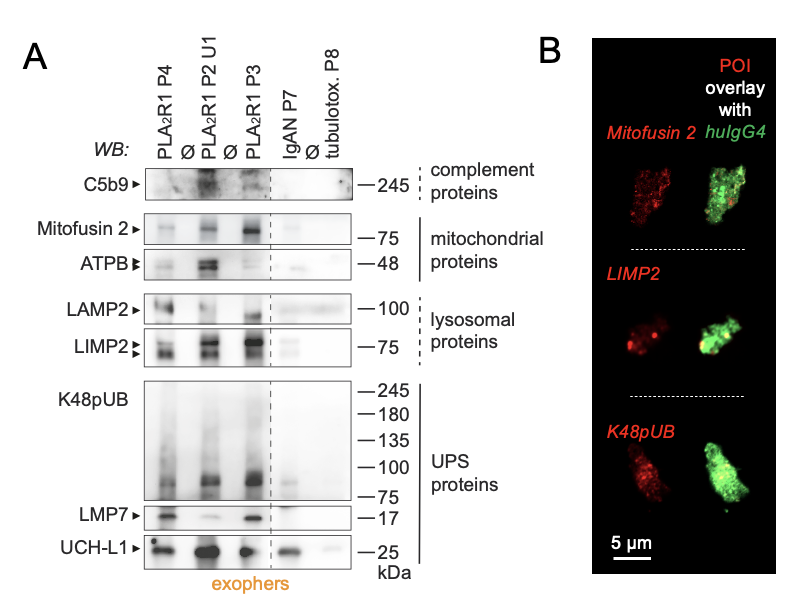 A
B
WB:
PLA₂R1 P4
Ø
PLA₂R1 P2 U1
Ø
PLA₂R1 P3
IgAN P7
Ø
tubulotox. P8
C5b9
245
complement
proteins
Mitofusin 2
75
ATPB
48
mitochondrial
proteins
LAMP2
100
LIMP2
75
lysosomal
proteins
K48pUB
245
180
135
100
75
LMP7
17
UCH-L1
25
kDa
UPS
proteins
exophers
POI
overlay
with
Mitofusin 2 huIgG4
LIMP2
K48pUB
5 µm